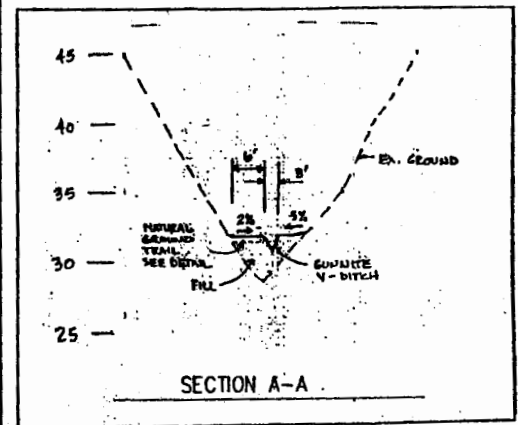 45
40
35
30
25
6'
3'
EX. GROUND
2%
5%
NATURAL
GROUND
TRAIL
SEE DETAIL
FILL
GUNNITE
V-DITCH
SECTION A-A